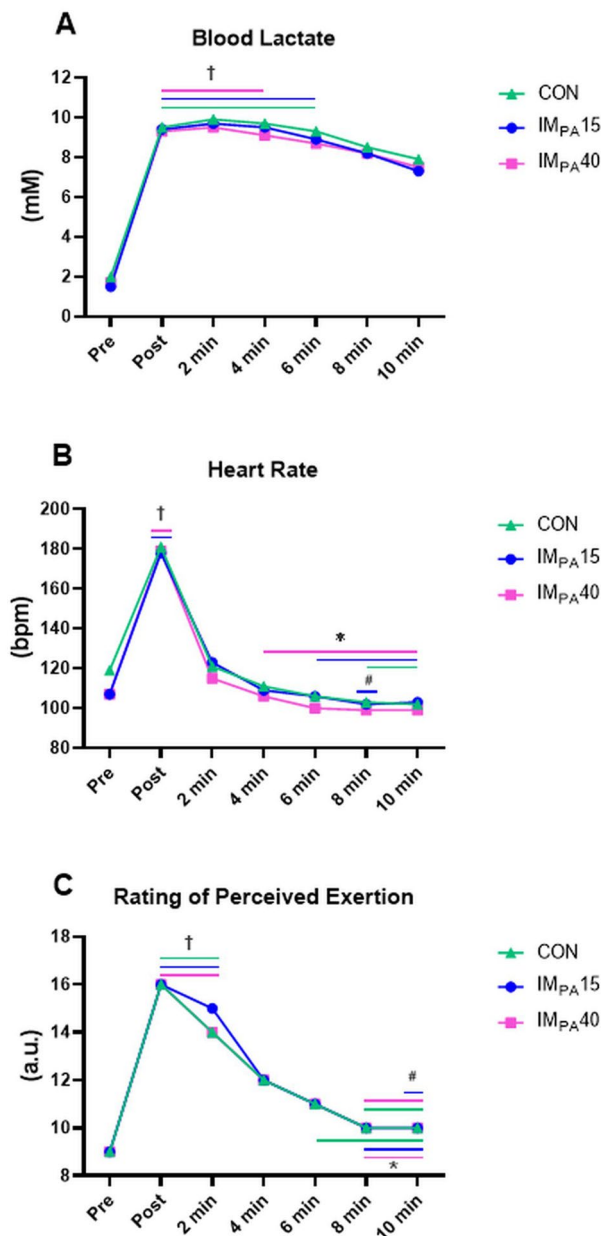 A
Blood Lactate
(mM)
12
10
8
6
4
2
0
†
Pre
Post
2 min
4 min
6 min
8 min
10 min
CON
IMPA15
IMPA40
B
Heart Rate
(bpm)
200
180
160
140
120
100
80
†
*
#
Pre
Post
2 min
4 min
6 min
8 min
10 min
CON
IMPA15
IMPA40
C
Rating of Perceived Exertion
(a.u.)
18
16
14
12
10
8
†
#
*
Pre
Post
2 min
4 min
6 min
8 min
10 min
CON
IMPA15
IMPA40